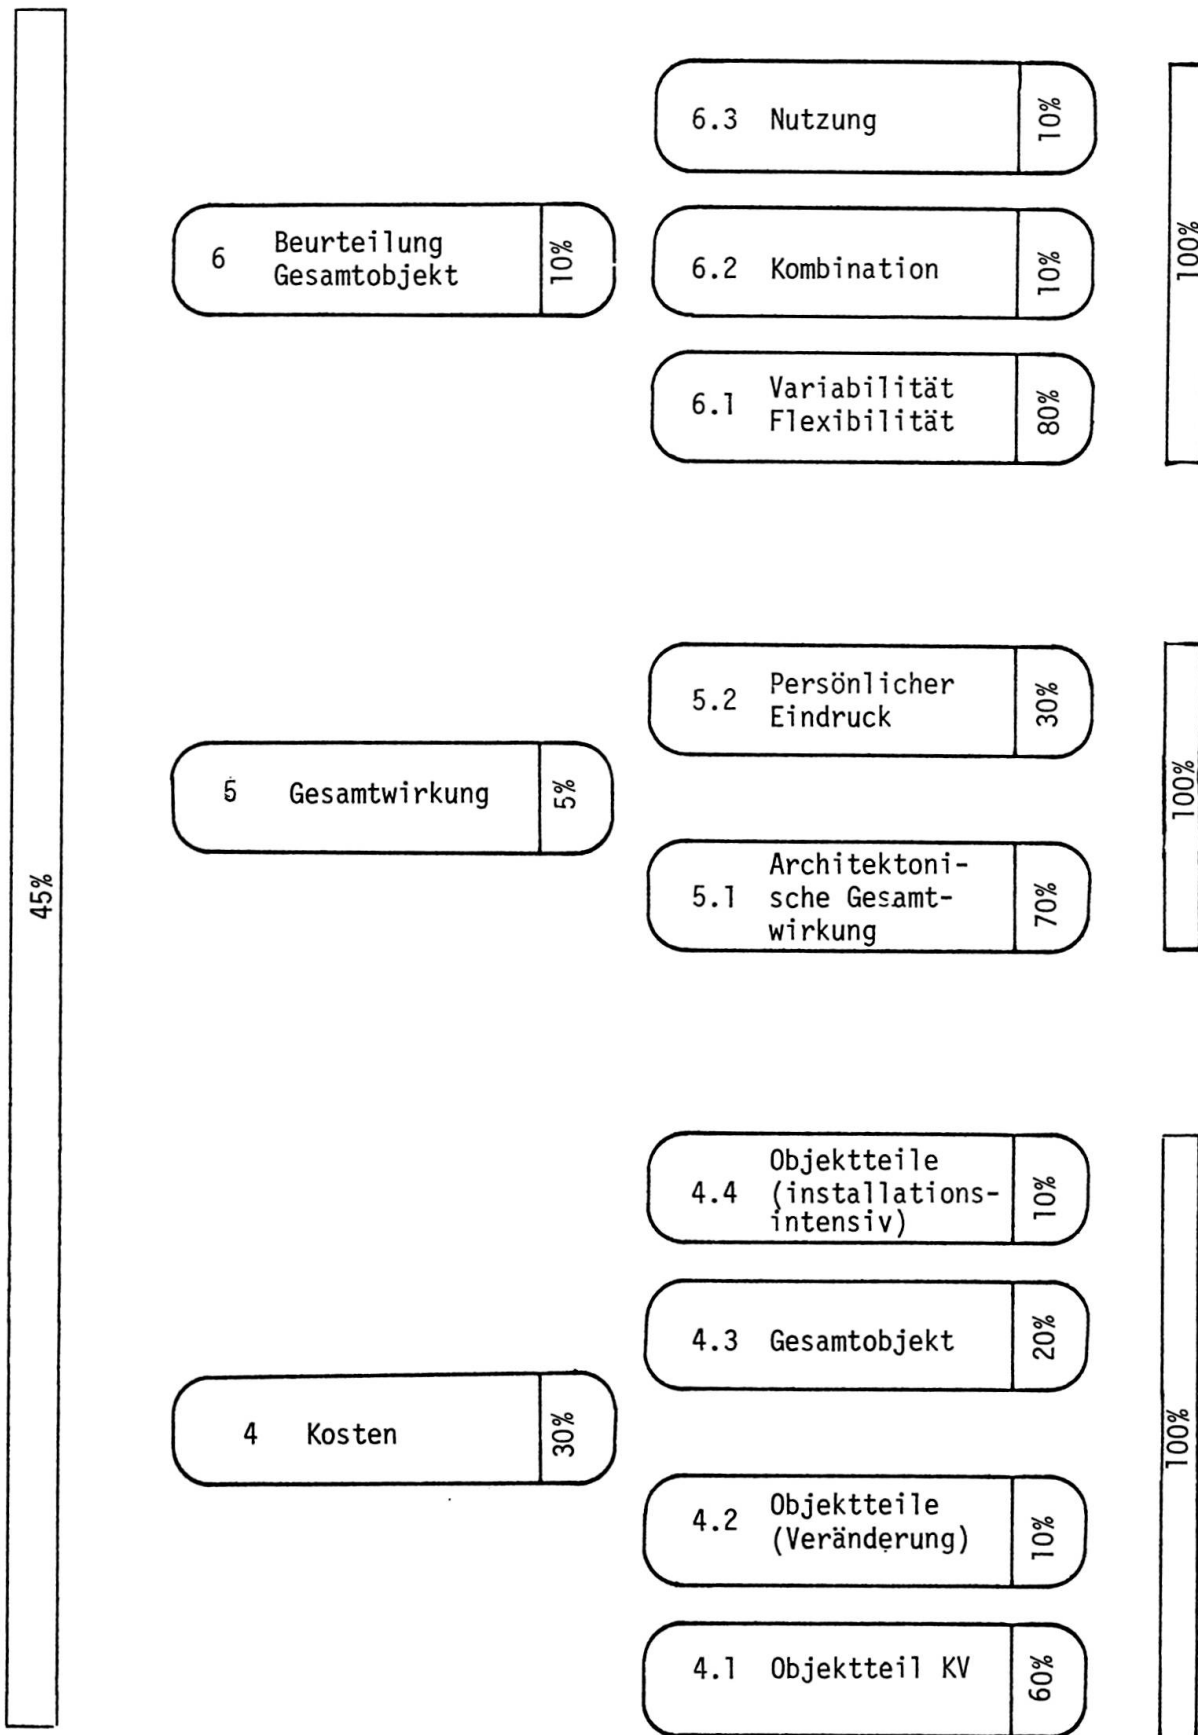 45%
6.3 Nutzung 10%
6 Beurteilung
Gesamtobjekt 10%
6.2 Kombination 10%
6.1 Variabilität
Flexibilität 80%
100%
5.2 Persönlicher
Eindruck 30%
5 Gesamtwirkung 5%
5.1 Architektoni-
sche Gesamt-
wirkung 70%
100%
4.4 Objektteile
(installations-
intensiv) 10%
4.3 Gesamtobjekt 20%
4 Kosten 30%
4.2 Objektteile
(Veränderung) 10%
4.1 Objektteil KV 60%
100%